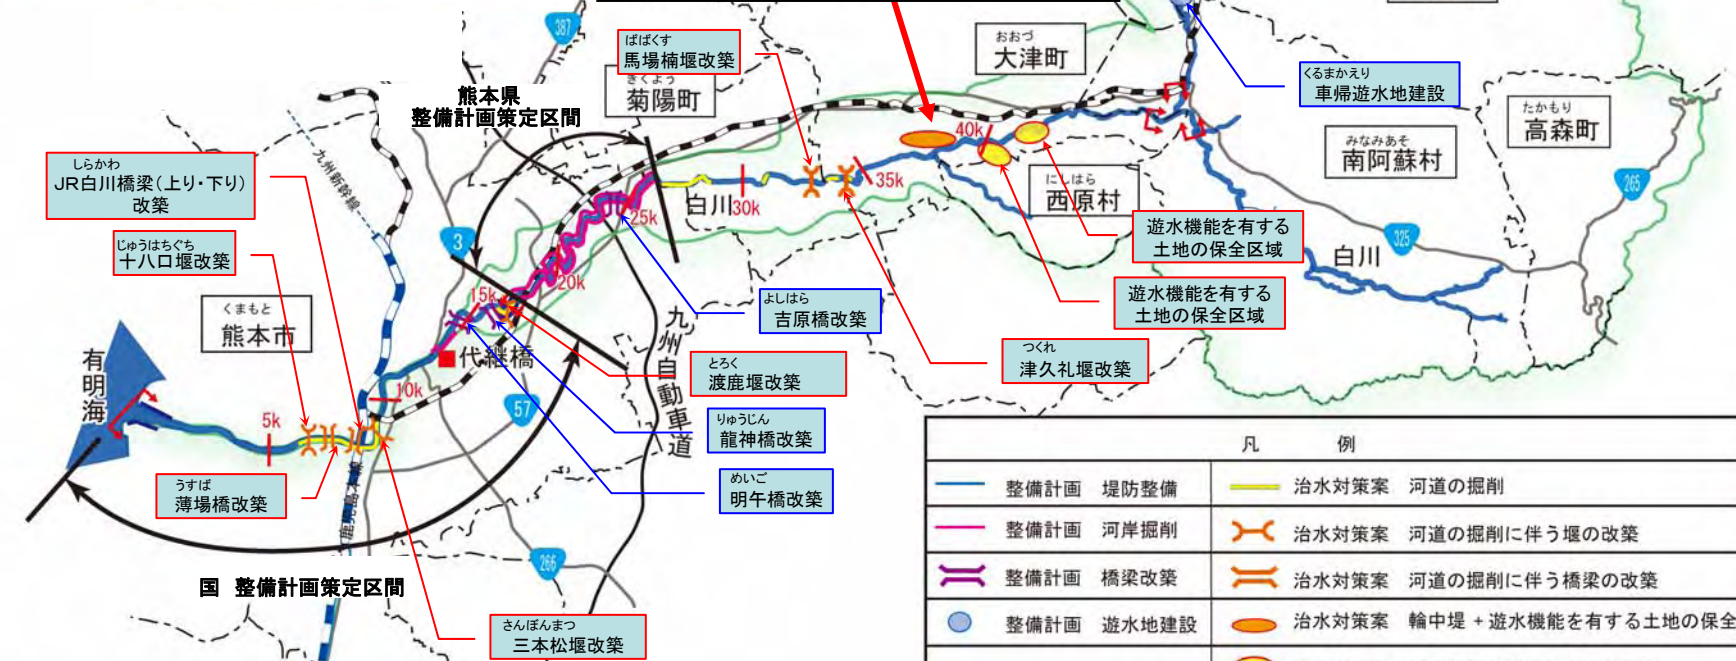 387
ばばくす
馬場楠堰改築
おおづ
大津町
くるまかえり
車帰遊水地建設
たかもり
高森町
熊本県
整備計画策定区間
きくよう
菊陽町
みなみあそ
南阿蘇村
265
しらかわ
JR白川橋梁(上り・下り)
改築
九州新幹線
40k
35k
にしはら
西原村
白川
30k
25k
遊水機能を有する
土地の保全区域
325
白川
じゅうはちぐち
十八口堰改築
3
20k
15k
よしはら
吉原橋改築
遊水機能を有する
土地の保全区域
くまもと
熊本市
九州自動車道
つくれ
津久礼堰改築
有明海
代継橋
とろく
渡鹿堰改築
10k
57
りゅうじん
龍神橋改築
5k
めいご
明午橋改築
うすば
薄場橋改築
鹿児島本線
266
国 整備計画策定区間
さんぼんまつ
三本松堰改築
凡 例
整備計画 堤防整備
治水対策案 河道の掘削
整備計画 河岸掘削
治水対策案 河道の掘削に伴う堰の改築
整備計画 橋梁改築
治水対策案 河道の掘削に伴う橋梁の改築
整備計画 遊水地建設
治水対策案 輪中堤 + 遊水機能を有する土地の保全